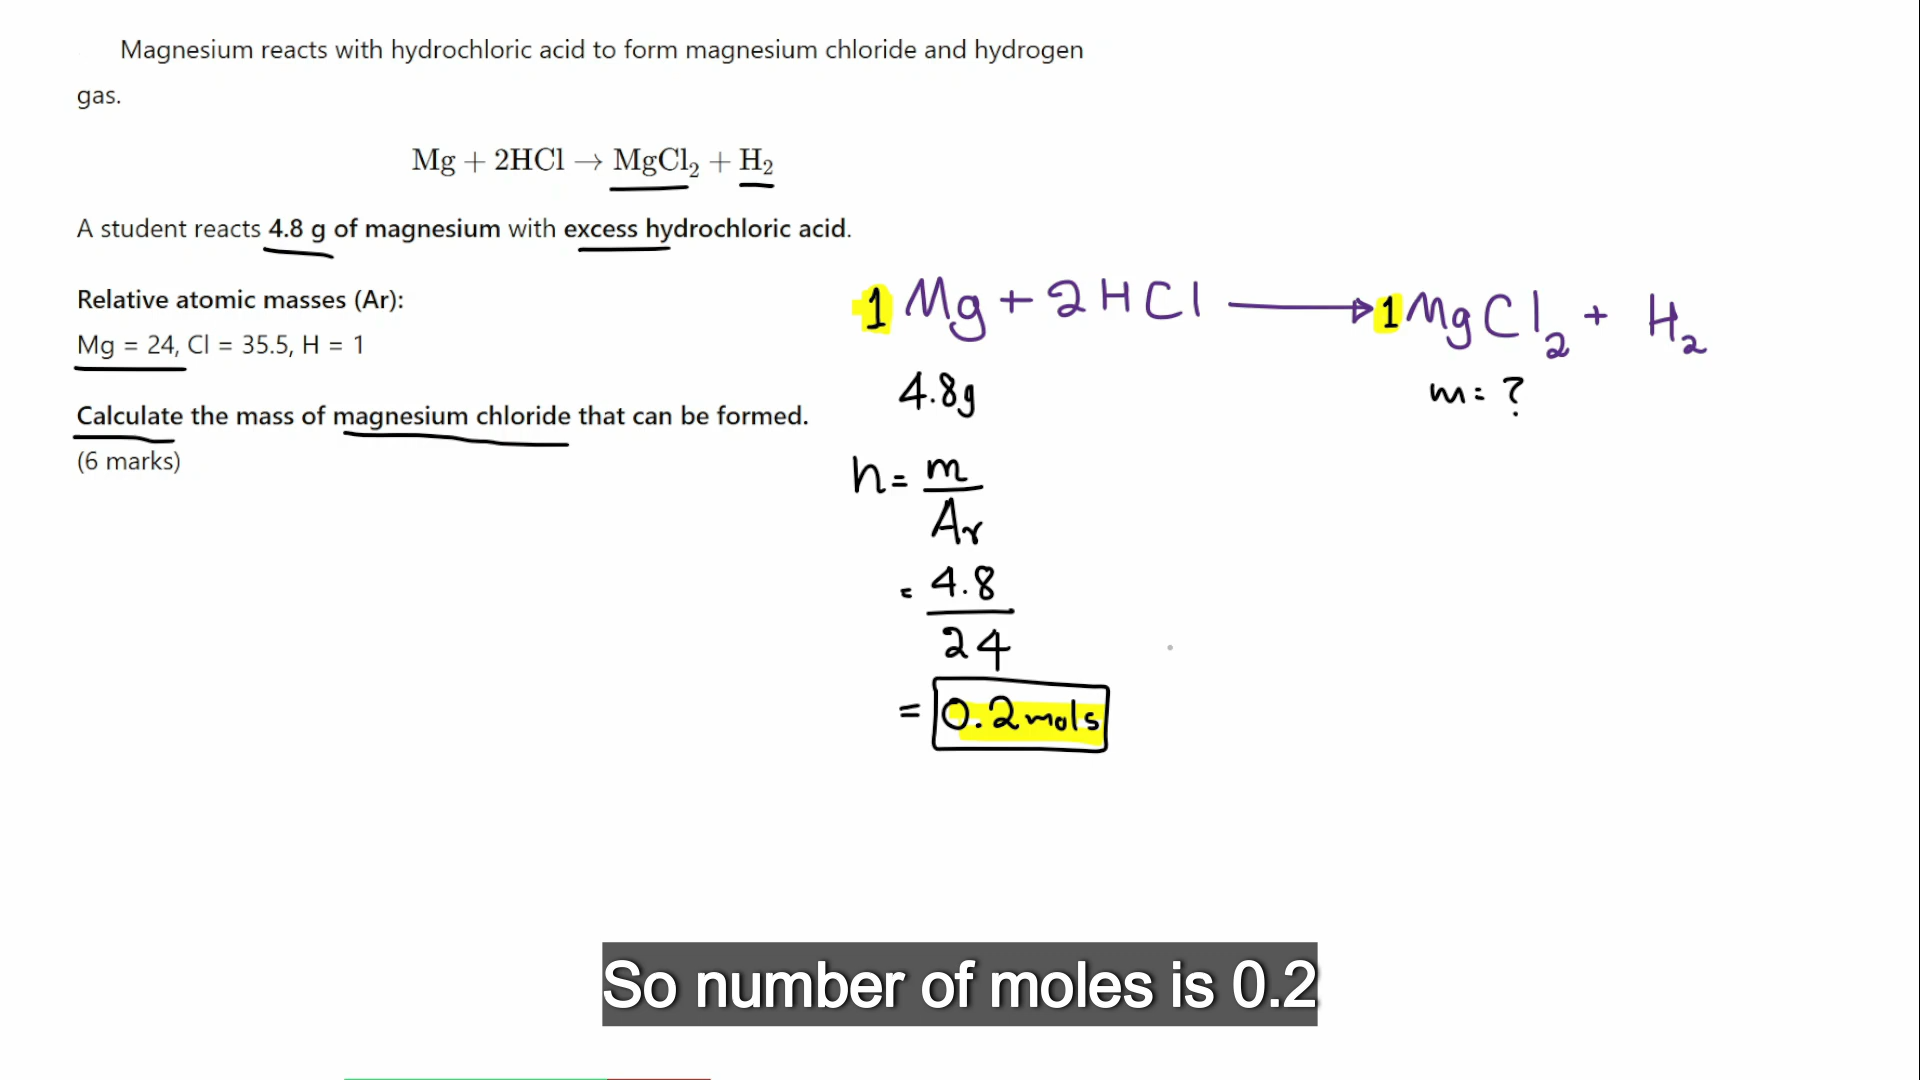 Magnesium reacts with hydrochloric acid to form magnesium chloride and hydrogen
gas.
Mg + 2HCl → MgCl₂ + H₂
A student reacts 4.8 g of magnesium with excess hydrochloric acid.
Relative atomic masses (Ar):
Mg = 24, Cl = 35.5, H = 1
Calculate the mass of magnesium chloride that can be formed.
(6 marks)
1 Mg + 2HCl → 1 MgCl₂ + H₂
4.8g
m = ?
n = m
Ar
= 4.8
24
= 0.2 mols
So number of moles is 0.2